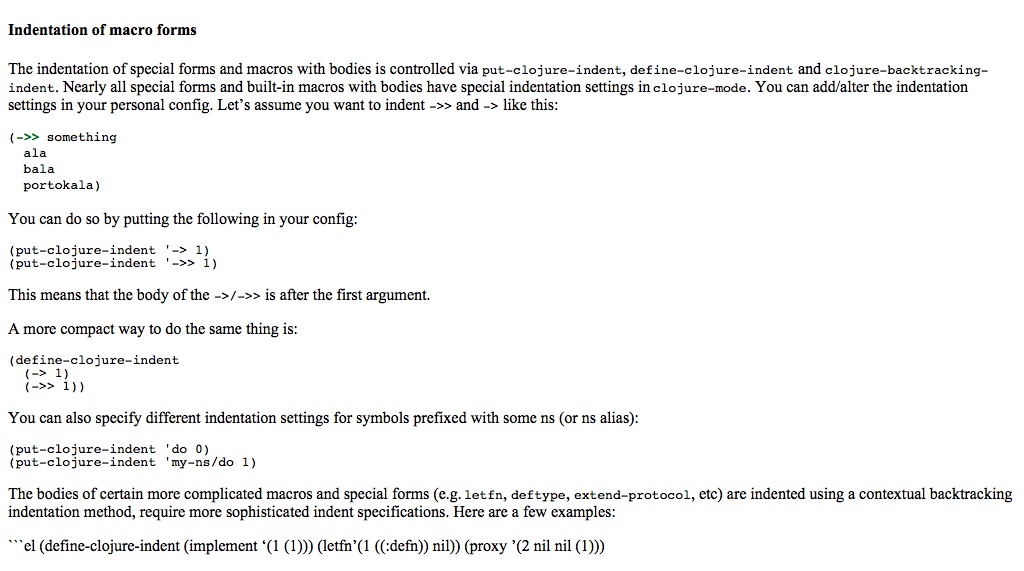 Indentation of macro forms
The indentation of special forms and macros with bodies is controlled via put-clojure-indent, define-clojure-indent and clojure-backtracking-
indent. Nearly all special forms and built-in macros with bodies have special indentation settings in clojure-mode. You can add/alter the indentation
settings in your personal config. Let’s assume you want to indent ->> and -> like this:
(->> something
  ala
  bala
  portokala)
You can do so by putting the following in your config:
(put-clojure-indent '-> 1)
(put-clojure-indent '->> 1)
This means that the body of the ->/->> is after the first argument.
A more compact way to do the same thing is:
(define-clojure-indent
  (-> 1)
  (->> 1))
You can also specify different indentation settings for symbols prefixed with some ns (or ns alias):
(put-clojure-indent 'do 0)
(put-clojure-indent 'my-ns/do 1)
The bodies of certain more complicated macros and special forms (e.g. letfn, deftype, extend-protocol, etc) are indented using a contextual backtracking
indentation method, require more sophisticated indent specifications. Here are a few examples:
```el (define-clojure-indent (implement ‘(1 (1))) (letfn’(1 ((:defn)) nil)) (proxy ’(2 nil nil (1)))